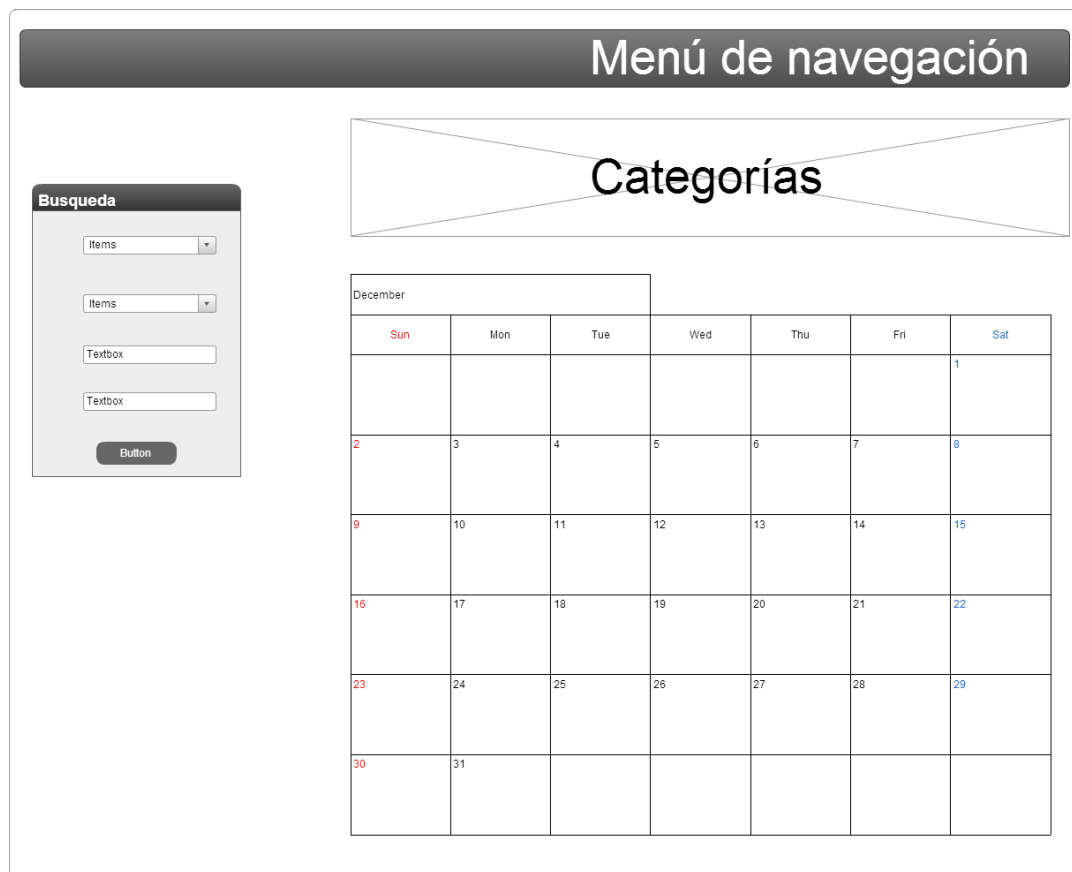 Menú de navegación
Categorías
Busqueda
Items
Items
Textbox
Textbox
Button
December
Sun Mon Tue Wed Thu Fri Sat
1
2 3 4 5 6 7 8
9 10 11 12 13 14 15
16 17 18 19 20 21 22
23 24 25 26 27 28 29
30 31